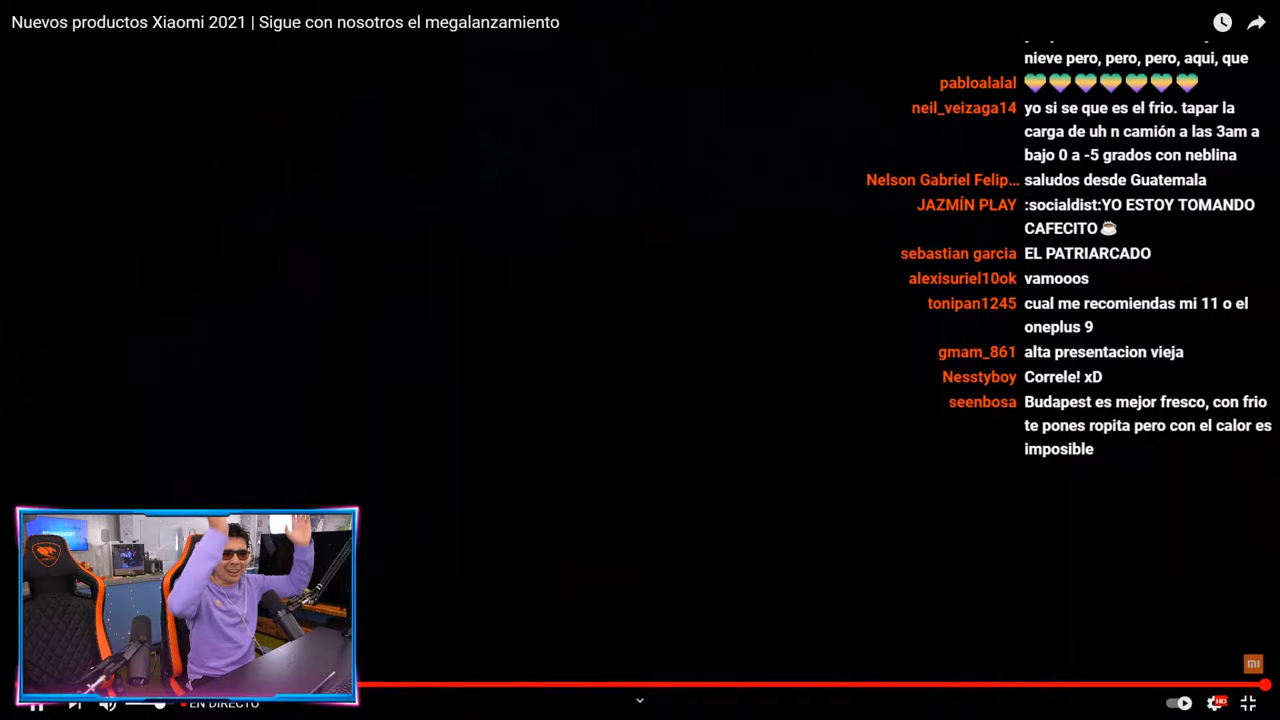 Nuevos productos Xiaomi 2021 | Sigue con nosotros el megalanzamiento
nieve pero, pero, pero, aqui, que
pabloalalal
neil_veizaga14 yo si se que es el frio. tapar la
carga de uh n camión a las 3am a
bajo 0 a -5 grados con neblina
Nelson Gabriel Felip... saludos desde Guatemala
JAZMÍN PLAY :socialdist:YO ESTOY TOMANDO
CAFECITO☕
sebastian garcia EL PATRIARCADO
alexisuriel10ok vamooos
tonipan1245 cual me recomiendas mi 11 o el
oneplus 9
gmam_861 alta presentacion vieja
Nesstyboy Correle! xD
seenbosa Budapest es mejor fresco, con frio
te pones ropita pero con el calor es
imposible
mi
EN DIRECTO
HD